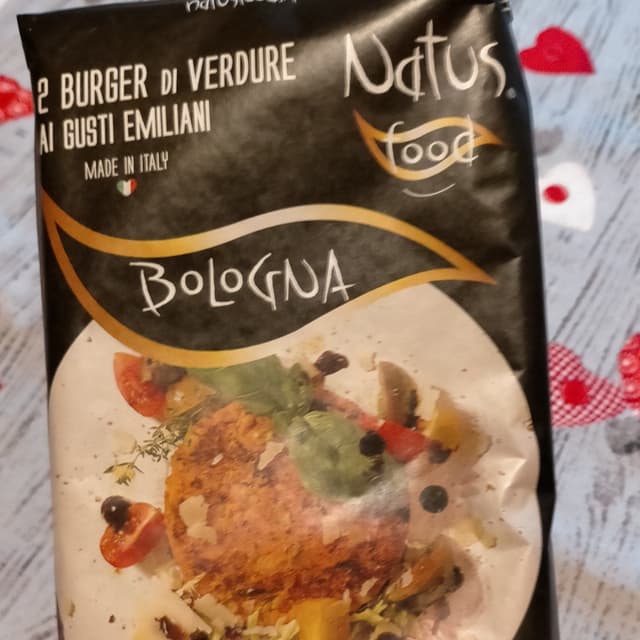 2 BURGER DI VERDURE
AI GUSTI EMILIANI
MADE IN ITALY
Natus
food
BOLOGNA